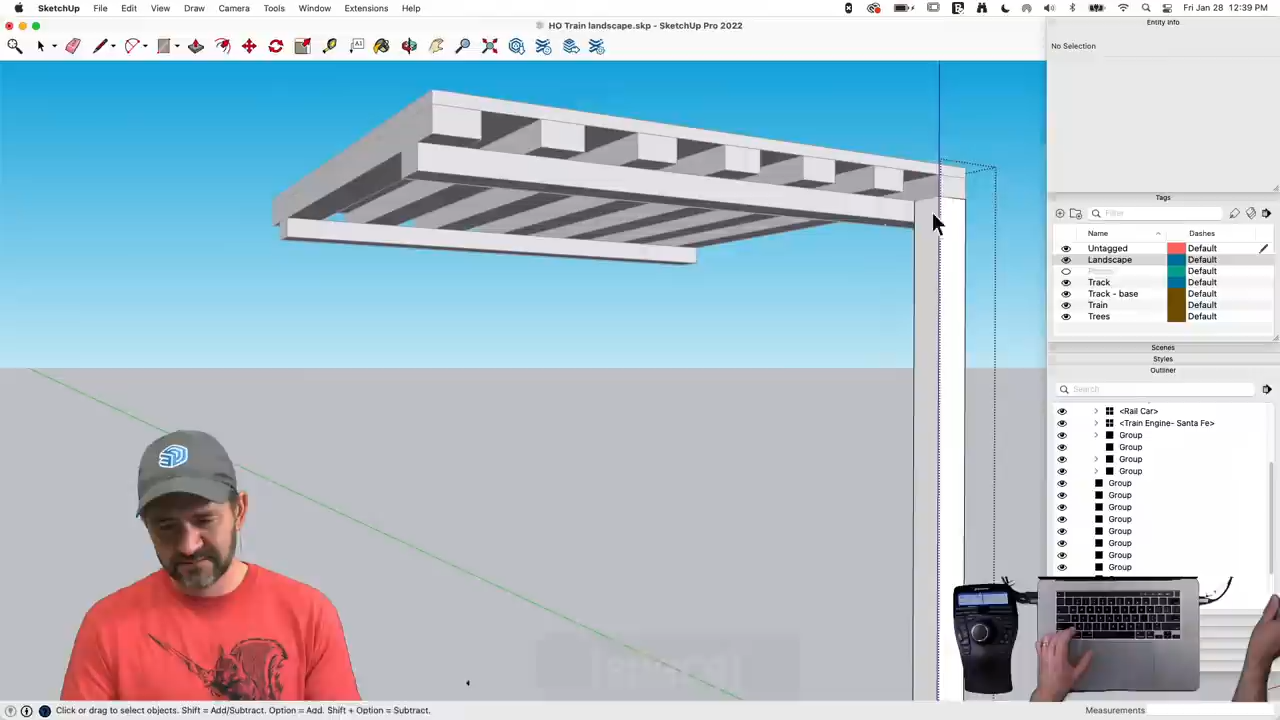 SketchUp File Edit View Draw Camera Tools Window Extensions Help Fri Jan 28 12:39 PM
HO Train landscape.skp - SketchUp Pro 2022
Entity Info
No Selection
Tags
Filter
Name Dashes
Untagged Default
Landscape Default
Default
Track Default
Track - base Default
Train Default
Trees Default
Scenes
Styles
Outliner
Search
<Rail Car>
<Train Engine- Santa Fe>
Group
Group
Group
Group
Group
Group
Group
Group
Group
Group
Group
Group
Click or drag to select objects. Shift = Add/Subtract. Option = Add. Shift + Option = Subtract.
Measurements